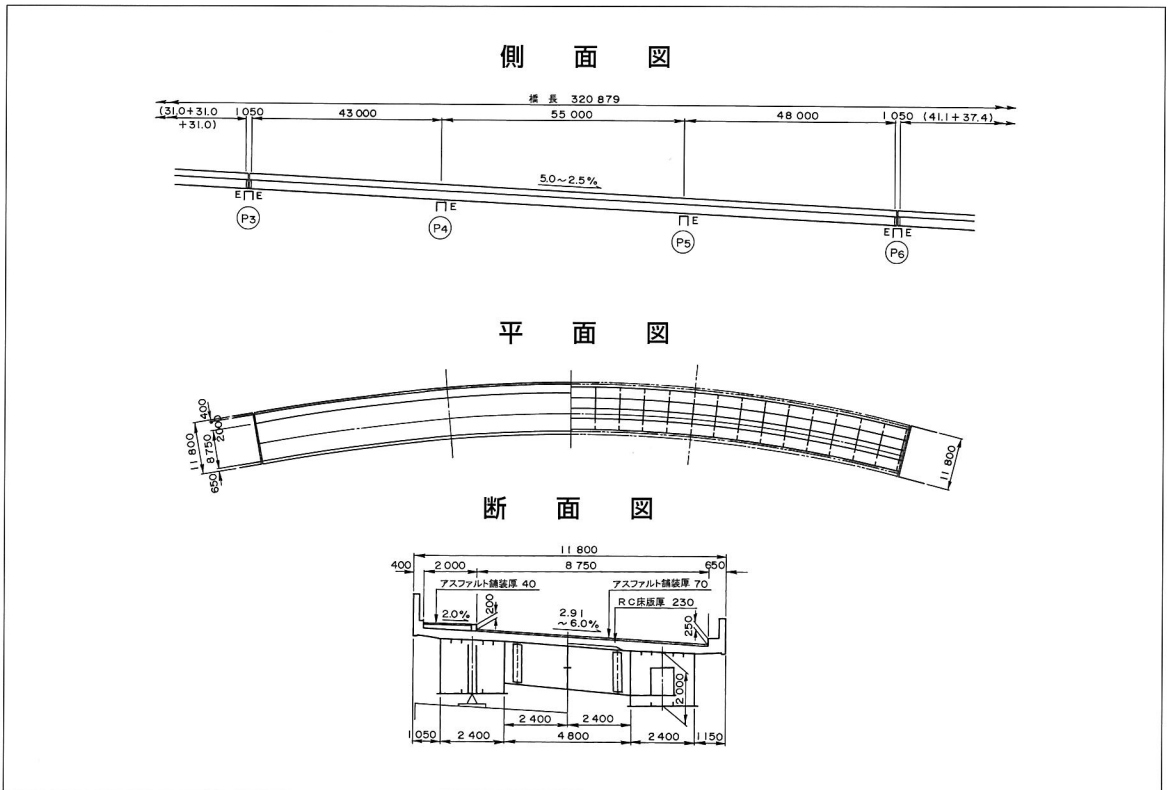 側 面 図
橋 長 320 879
(31.0+31.0
+31.0)
1 050
43 000
55 000
48 000
1 050
(41.1+37.4)
5.0~2.5%
E E
P3
E
P4
E
P5
E E
P6
平 面 図
400
2000
8 750
11 800
650
11 800
断 面 図
11 800
400
2 000
8 750
650
アスファルト舗装厚 40
アスファルト舗装厚 70
RC床版厚 230
2.0%
200
2.91
~6.0%
250
2 000
2 400
2 400
1 050
2 400
4 800
2 400
1 150